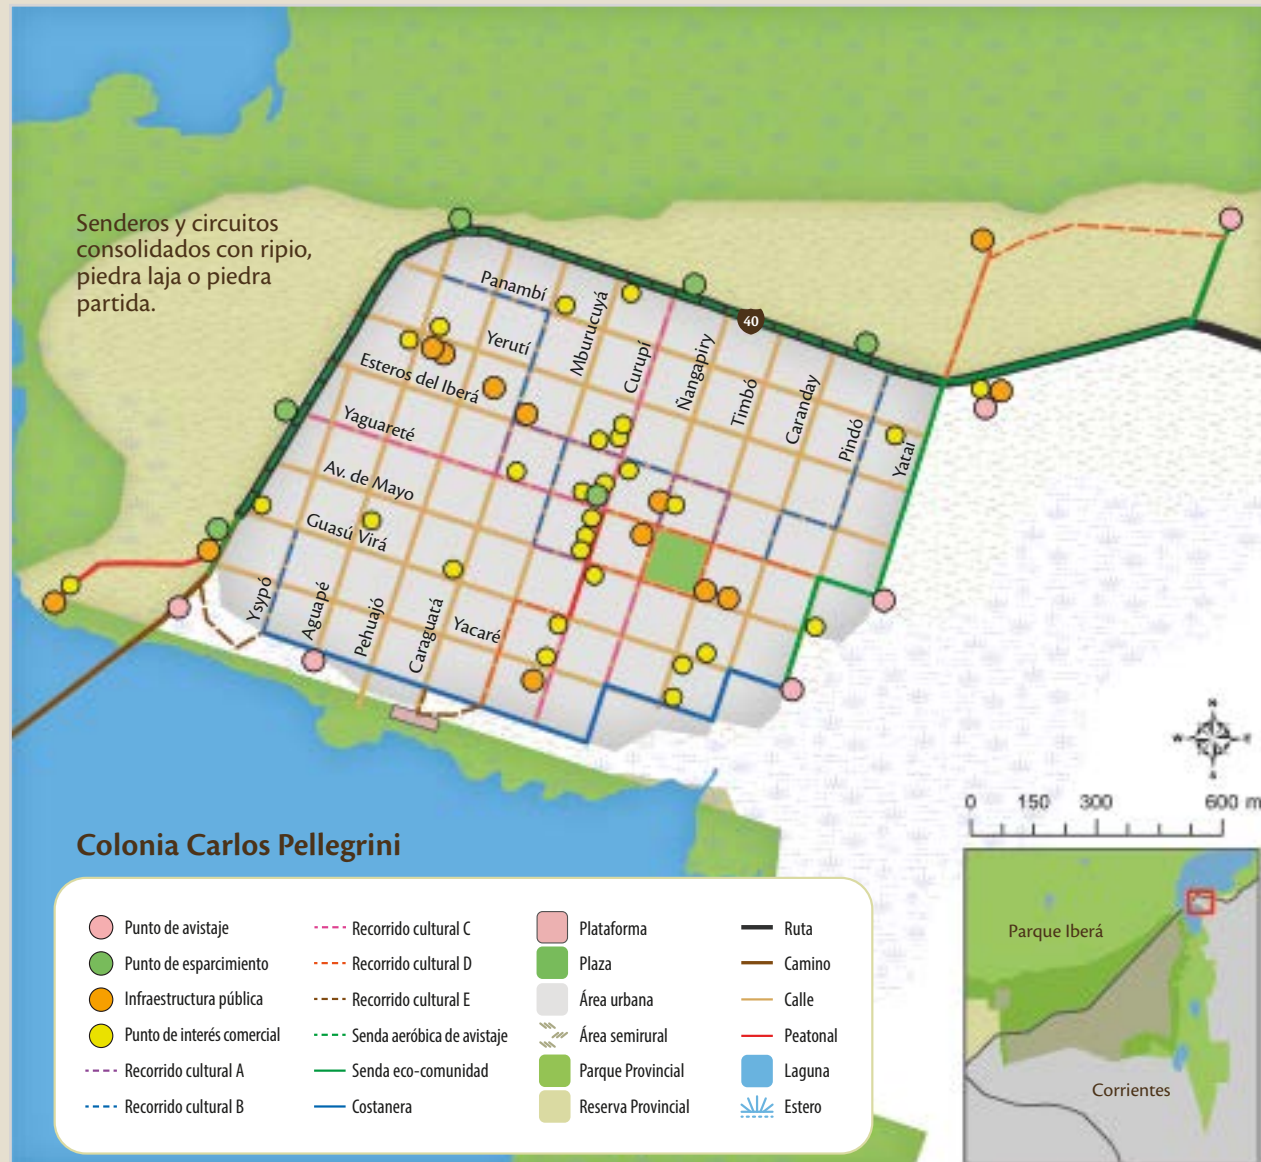 Senderos y circuitos
consolidados con ripio,
piedra laja o piedra
partida.
Panambí
Yerutí
Esteros del Iberá
Yaguareté
Av. de Mayo
Guasú Virá
Yacaré
Ysypó
Aguapé
Pehuajó
Caraguatá
Mburucuyá
Curupí
Ñangapiry
Timbó
Caranday
Pindó
Yataí
40
N
W
E
S
0 150 300 600 m
Colonia Carlos Pellegrini
Punto de avistaje
Punto de esparcimiento
Infraestructura pública
Punto de interés comercial
Recorrido cultural A
Recorrido cultural B
Recorrido cultural C
Recorrido cultural D
Recorrido cultural E
Senda aeróbica de avistaje
Senda eco-comunidad
Costanera
Plataforma
Plaza
Área urbana
Área semirural
Parque Provincial
Reserva Provincial
Ruta
Camino
Calle
Peatonal
Laguna
Estero
Parque Iberá
Corrientes